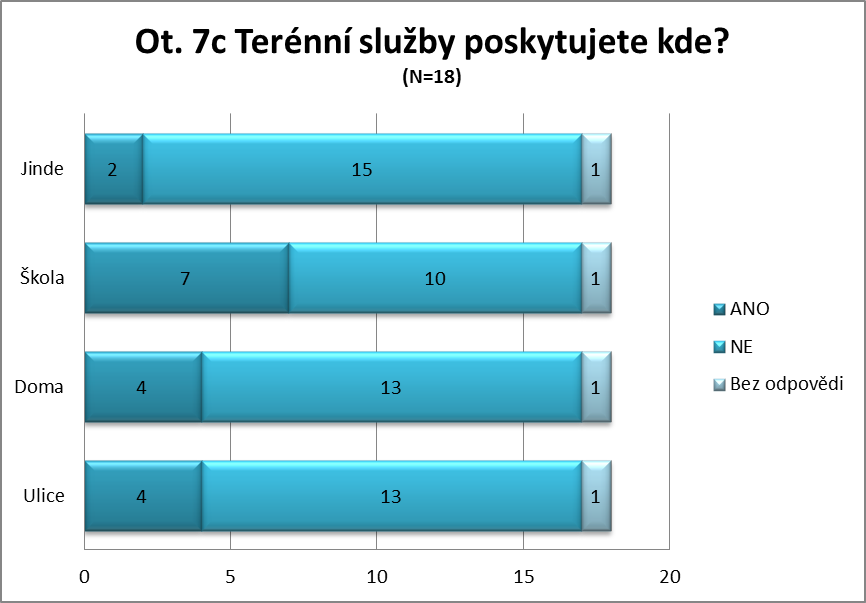 Ot. 7c Terénní služby poskytujete kde?
(N=18)
Jinde 2 15 1
Škola 7 10 1
Doma 4 13 1
Ulice 4 13 1
0 5 10 15 20
ANO
NE
Bez odpovědi